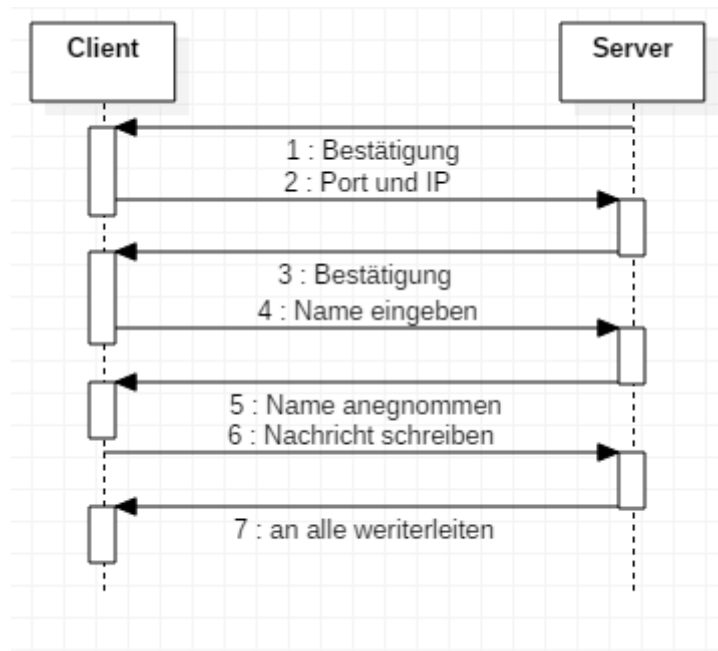 Client
Server
1 : Bestätigung
2 : Port und IP
3 : Bestätigung
4 : Name eingeben
5 : Name anegnommen
6 : Nachricht schreiben
7 : an alle weriterleiten